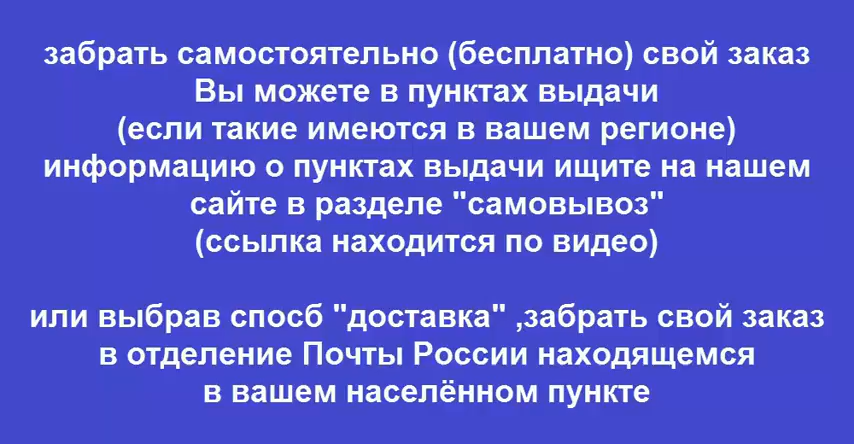 забрать самостоятельно (бесплатно) свой заказ
Вы можете в пунктах выдачи
(если такие имеются в вашем регионе)
информацию о пунктах выдачи ищите на нашем
сайте в разделе "самовывоз"
(ссылка находится по видео)
или выбрав спосб "доставка" ,забрать свой заказ
в отделение Почты России находящемся
в вашем населённом пункте